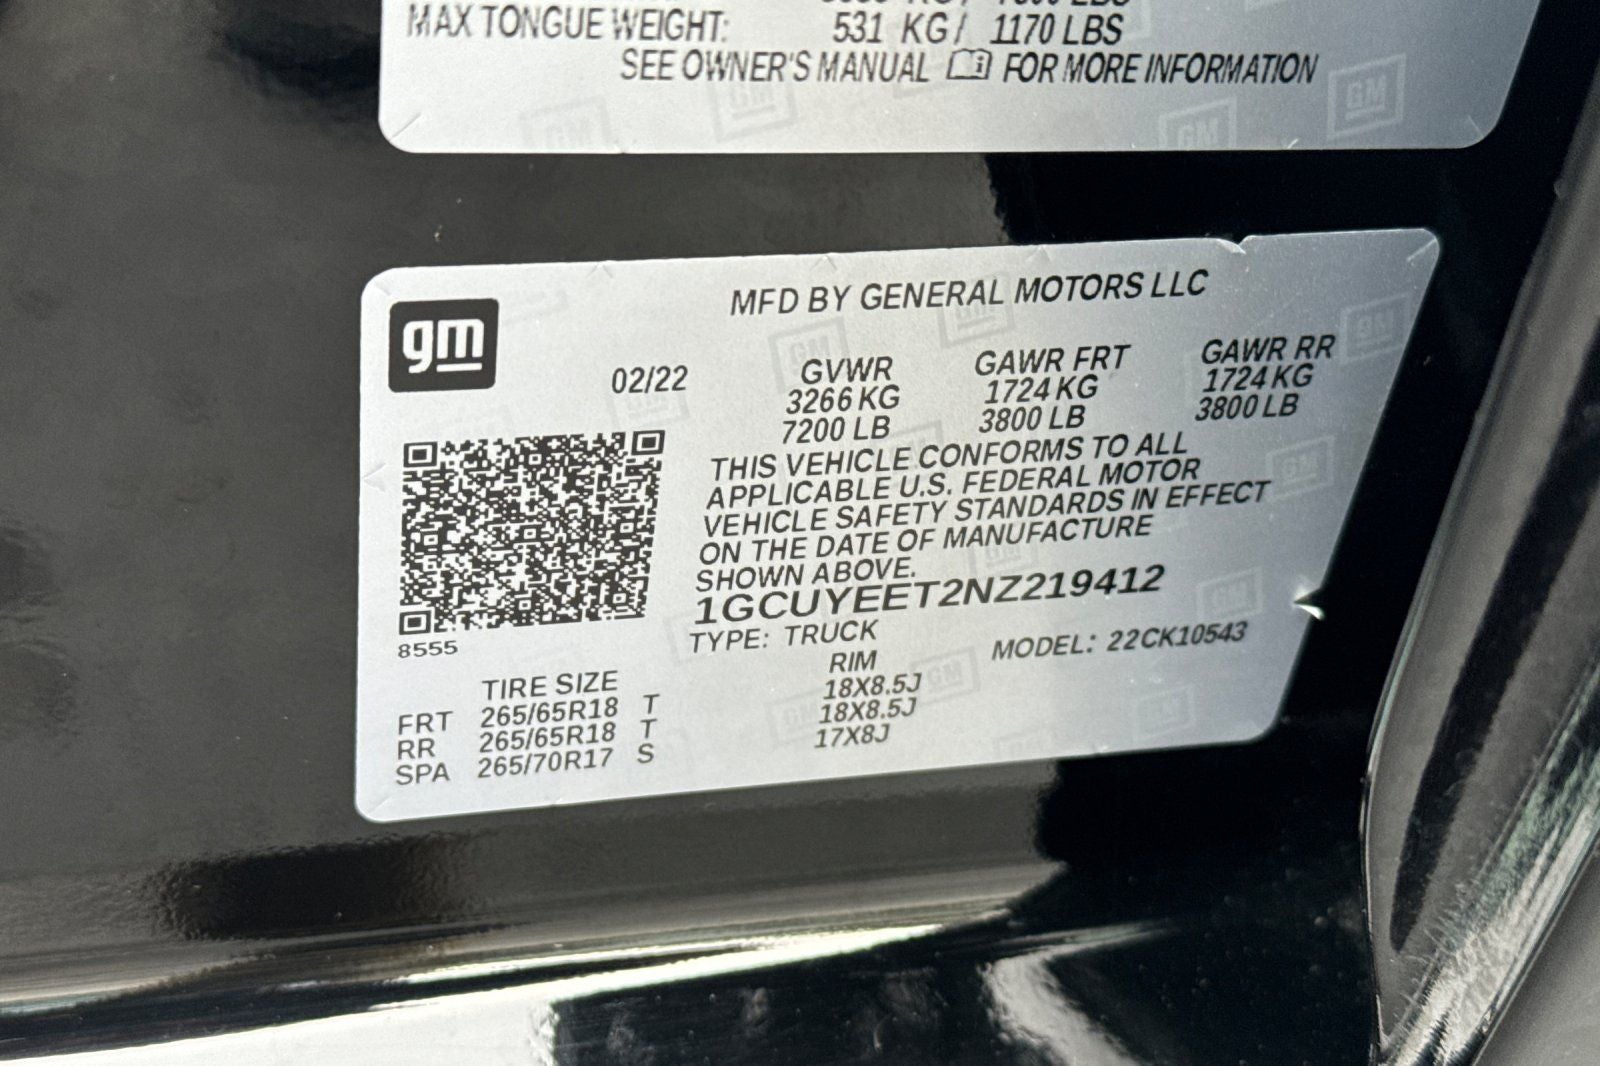 MAX TONGUE WEIGHT: 531 KG / 1170 LBS
SEE OWNER'S MANUAL FOR MORE INFORMATION
gm
MFD BY GENERAL MOTORS LLC
02/22 GVWR GAWR FRT GAWR RR
3266 KG 1724 KG 1724 KG
7200 LB 3800 LB 3800 LB
THIS VEHICLE CONFORMS TO ALL
APPLICABLE U.S. FEDERAL MOTOR
VEHICLE SAFETY STANDARDS IN EFFECT
ON THE DATE OF MANUFACTURE
SHOWN ABOVE.
1GCUYEET2NZ219412
TYPE: TRUCK MODEL: 22CK10543
8555
TIRE SIZE RIM
FRT 265/65R18 T 18X8.5J
RR 265/65R18 T 18X8.5J
SPA 265/70R17 S 17X8J